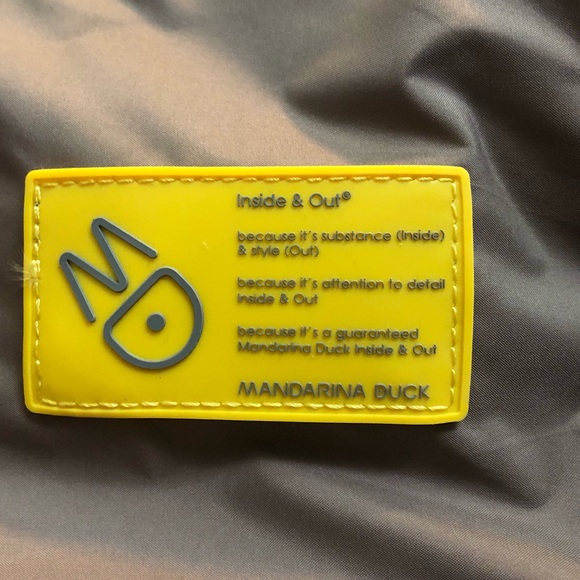 MD
Inside & Out®
because it's substance (Inside)
& style (Out)
because it's attention to detail
Inside & Out
because it's a guaranteed
Mandarina Duck Inside & Out
MANDARINA DUCK